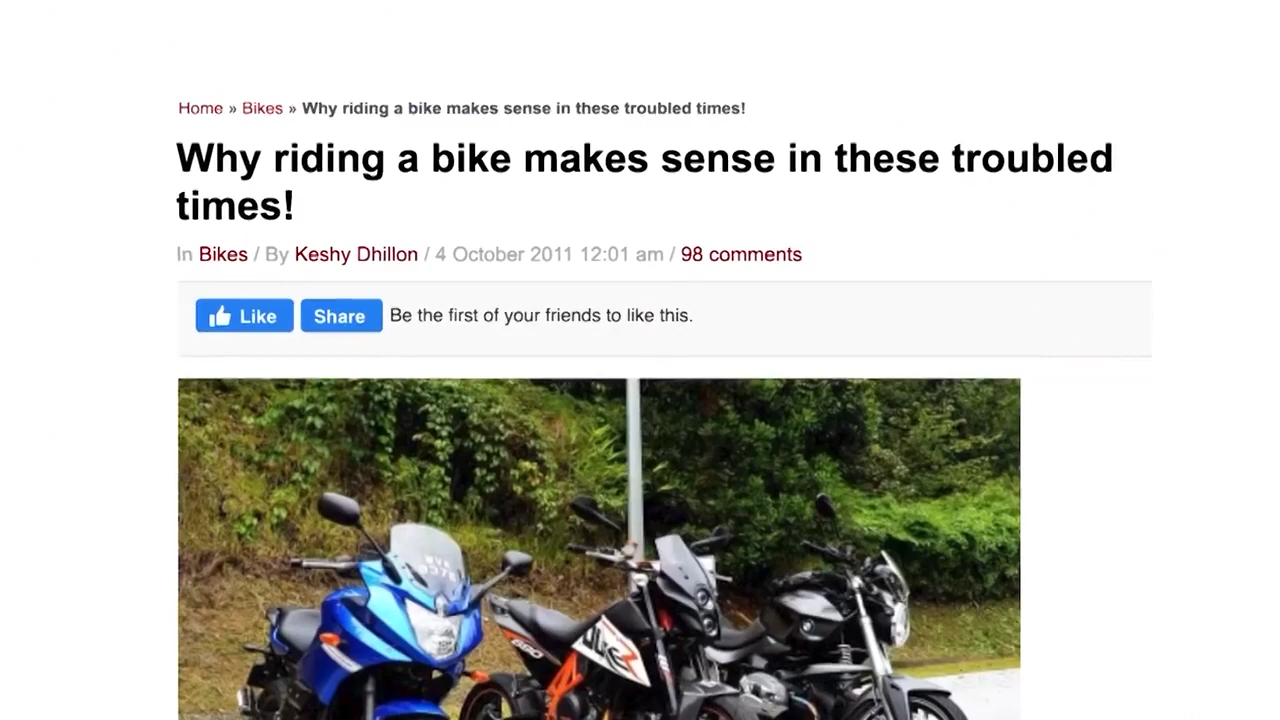 Home » Bikes » Why riding a bike makes sense in these troubled times!
Why riding a bike makes sense in these troubled
times!
In Bikes / By Keshy Dhillon / 4 October 2011 12:01 am / 98 comments
Like Share Be the first of your friends to like this.
690